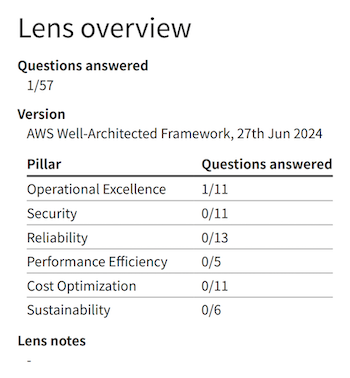 Lens overview
Questions answered
1/57
Version
AWS Well-Architected Framework, 27th Jun 2024
Pillar Questions answered
Operational Excellence 1/11
Security 0/11
Reliability 0/13
Performance Efficiency 0/5
Cost Optimization 0/11
Sustainability 0/6
Lens notes
-